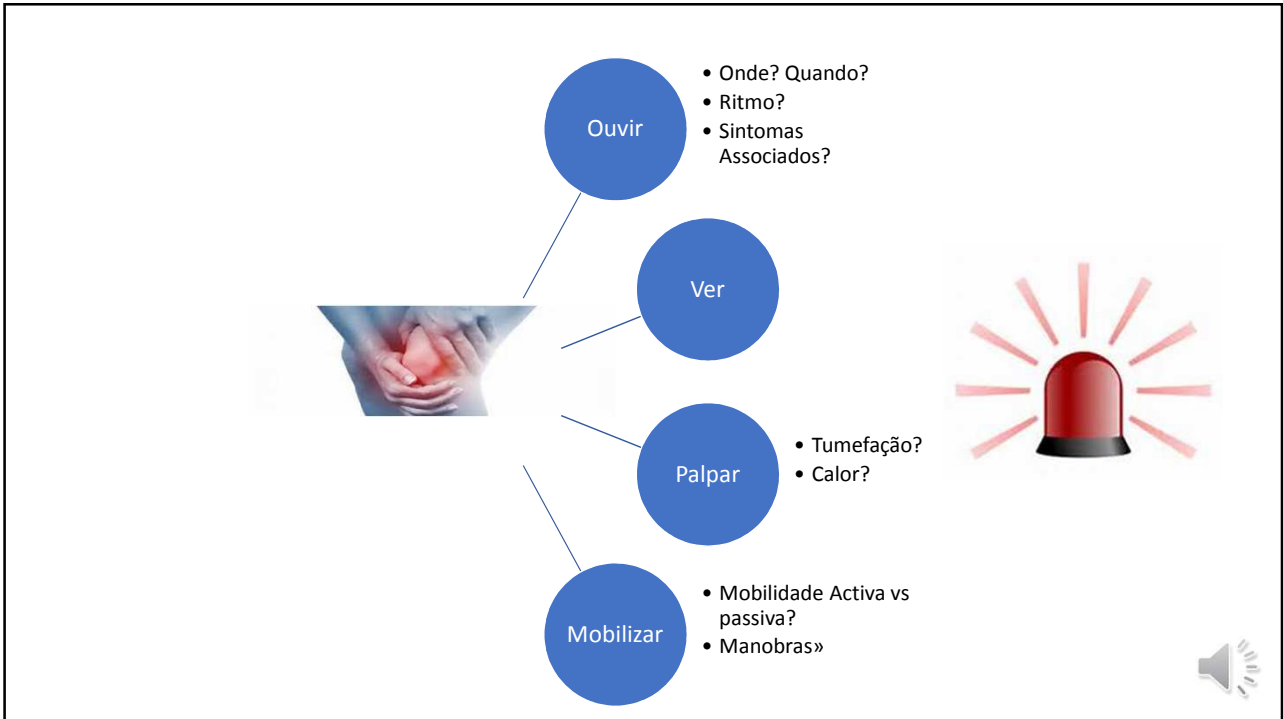 Ouvir
• Onde? Quando?
• Ritmo?
• Sintomas
Associados?
Ver
Palpar
• Tumefação?
• Calor?
Mobilizar
• Mobilidade Activa vs
passiva?
• Manobras»